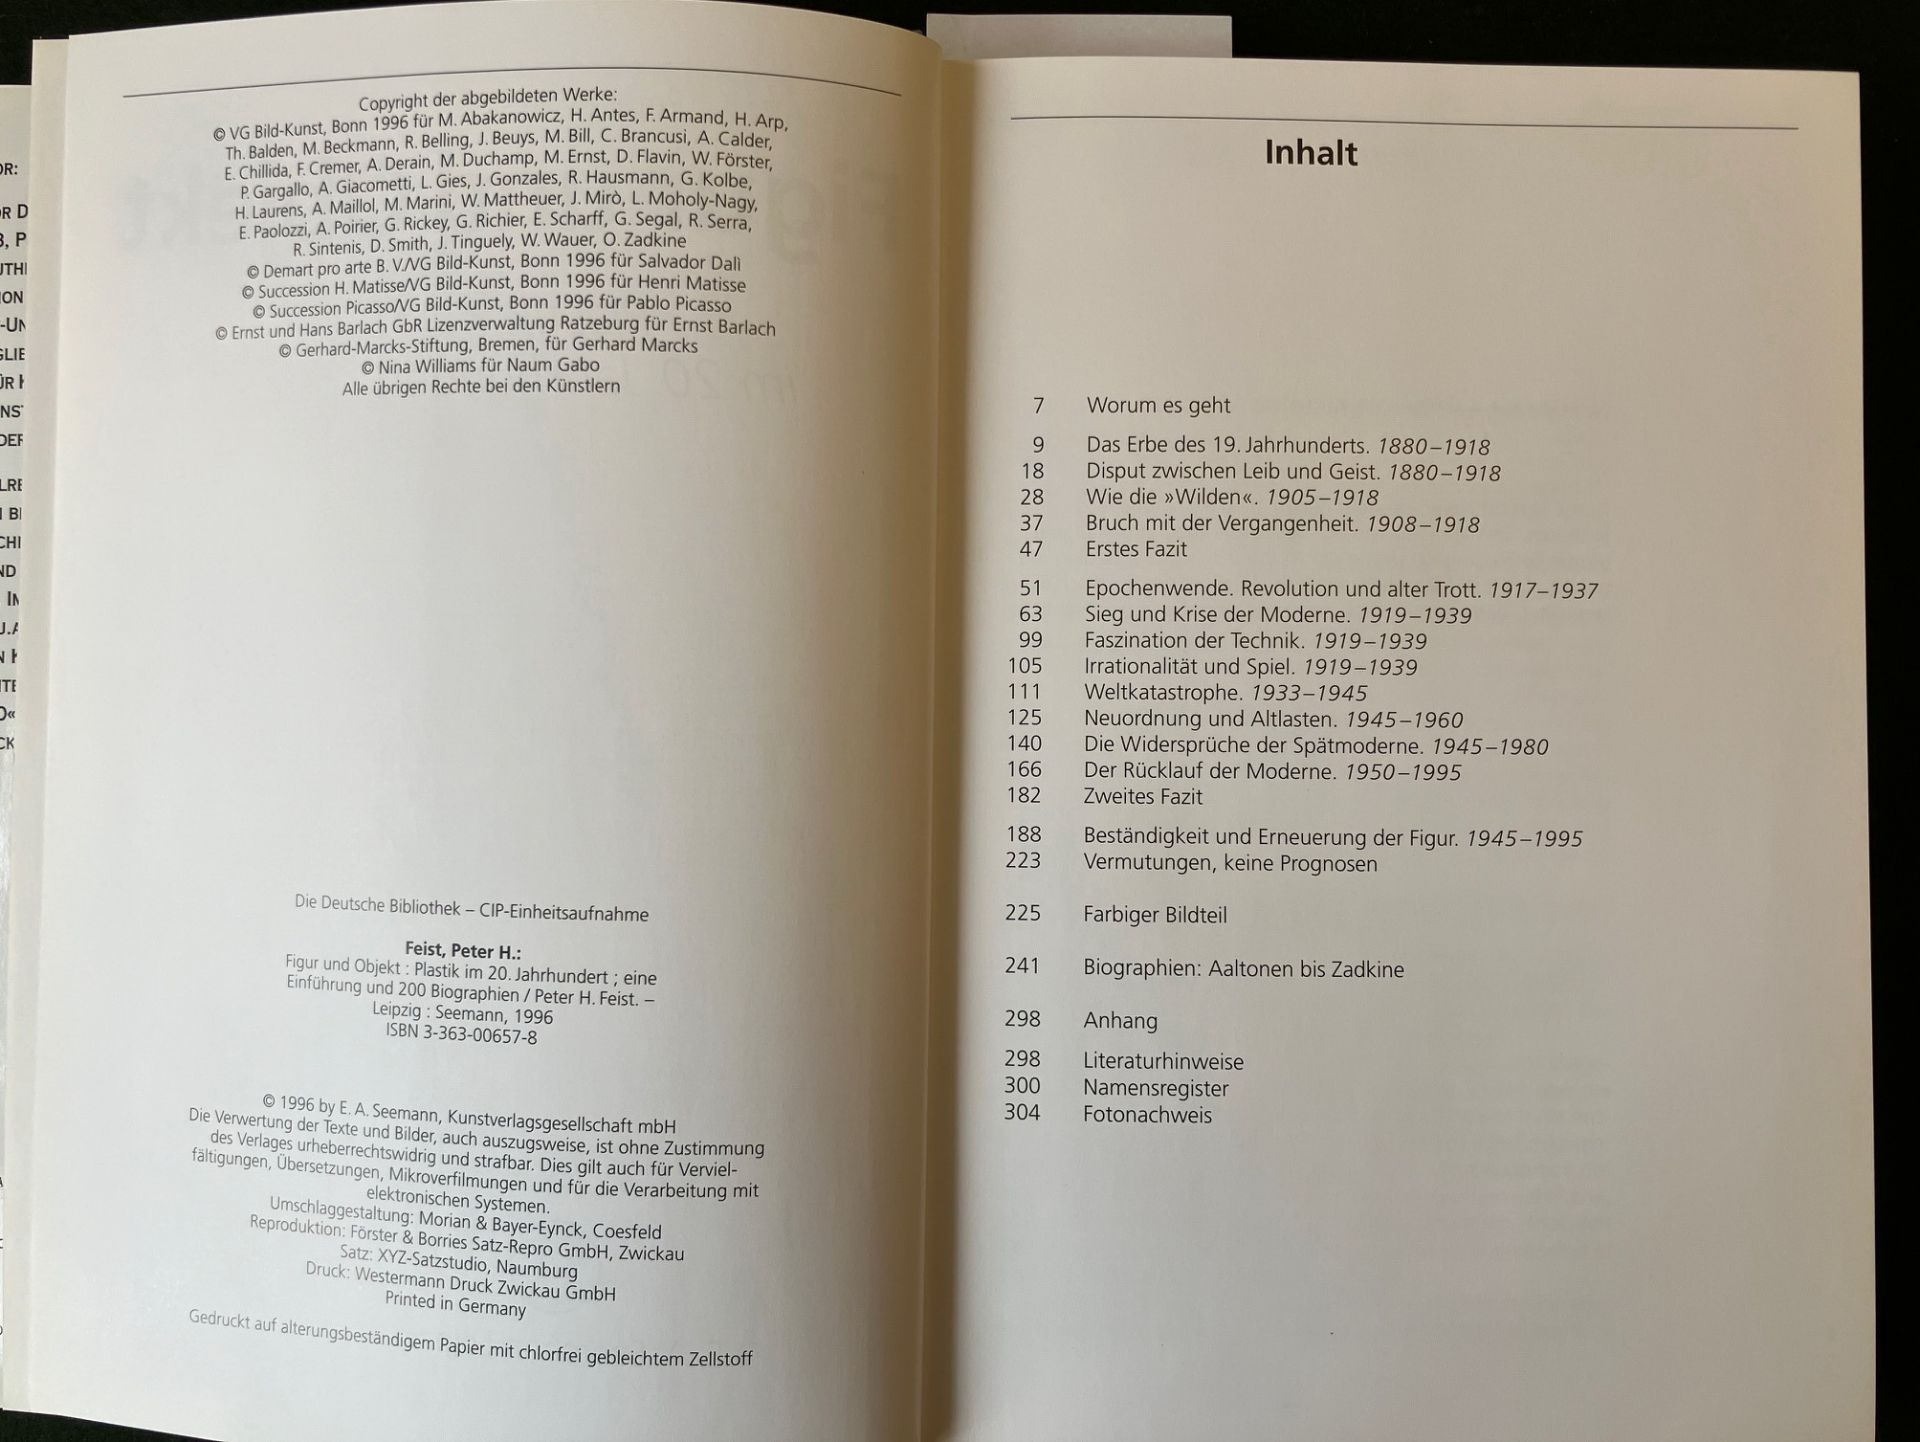 Copyright der abgebildeten Werke:
© VG Bild-Kunst, Bonn 1996 für M. Abakanowicz, H. Antes, F. Armand, H. Arp,
Th. Balden, M. Beckmann, R. Belling, J. Beuys, M. Bill, C. Brancusi, A. Calder,
E. Chillida, F. Cremer, A. Derain, M. Duchamp, M. Ernst, D. Flavin, W. Förster,
P. Gargallo, A. Giacometti, L. Gies, J. Gonzales, R. Hausmann, G. Kolbe,
H. Laurens, A. Maillol, M. Marini, W. Mattheuer, J. Mirò, L. Moholy-Nagy,
E. Paolozzi, A. Poirier, G. Rickey, G. Richier, E. Scharff, G. Segal, R. Serra,
R. Sintenis, D. Smith, J. Tinguely, W. Wauer, O. Zadkine
© Demart pro arte B. V./VG Bild-Kunst, Bonn 1996 für Salvador Dalì
© Succession H. Matisse/VG Bild-Kunst, Bonn 1996 für Henri Matisse
© Succession Picasso/VG Bild-Kunst, Bonn 1996 für Pablo Picasso
© Ernst und Hans Barlach GbR Lizenzverwaltung Ratzeburg für Ernst Barlach
© Gerhard-Marcks-Stiftung, Bremen, für Gerhard Marcks
© Nina Williams für Naum Gabo
Alle übrigen Rechte bei den Künstlern
Die Deutsche Bibliothek – CIP-Einheitsaufnahme
Feist, Peter H.:
Figur und Objekt : Plastik im 20. Jahrhundert ; eine
Einführung und 200 Biographien / Peter H. Feist. –
Leipzig : Seemann, 1996
ISBN 3-363-00657-8
© 1996 by E. A. Seemann, Kunstverlagsgesellschaft mbH
Die Verwertung der Texte und Bilder, auch auszugsweise, ist ohne Zustimmung
des Verlages urheberrechtswidrig und strafbar. Dies gilt auch für Verviel-
fältigungen, Übersetzungen, Mikroverfilmungen und für die Verarbeitung mit
elektronischen Systemen.
Umschlaggestaltung: Morian & Bayer-Eynck, Coesfeld
Reproduktion: Förster & Borries Satz-Repro GmbH, Zwickau
Satz: XYZ-Satzstudio, Naumburg
Druck: Westermann Druck Zwickau GmbH
Printed in Germany
Gedruckt auf alterungsbeständigem Papier mit chlorfrei gebleichtem Zellstoff
Inhalt
7 Worum es geht
9 Das Erbe des 19. Jahrhunderts. 1880–1918
18 Disput zwischen Leib und Geist. 1880–1918
28 Wie die »Wilden«. 1905–1918
37 Bruch mit der Vergangenheit. 1908–1918
47 Erstes Fazit
51 Epochenwende. Revolution und alter Trott. 1917–1937
63 Sieg und Krise der Moderne. 1919–1939
99 Faszination der Technik. 1919–1939
105 Irrationalität und Spiel. 1919–1939
111 Weltkatastrophe. 1933–1945
125 Neuordnung und Altlasten. 1945–1960
140 Die Widersprüche der Spätmoderne. 1945–1980
166 Der Rücklauf der Moderne. 1950–1995
182 Zweites Fazit
188 Beständigkeit und Erneuerung der Figur. 1945–1995
223 Vermutungen, keine Prognosen
225 Farbiger Bildteil
241 Biographien: Aaltonen bis Zadkine
298 Anhang
298 Literaturhinweise
300 Namensregister
304 Fotonachweis